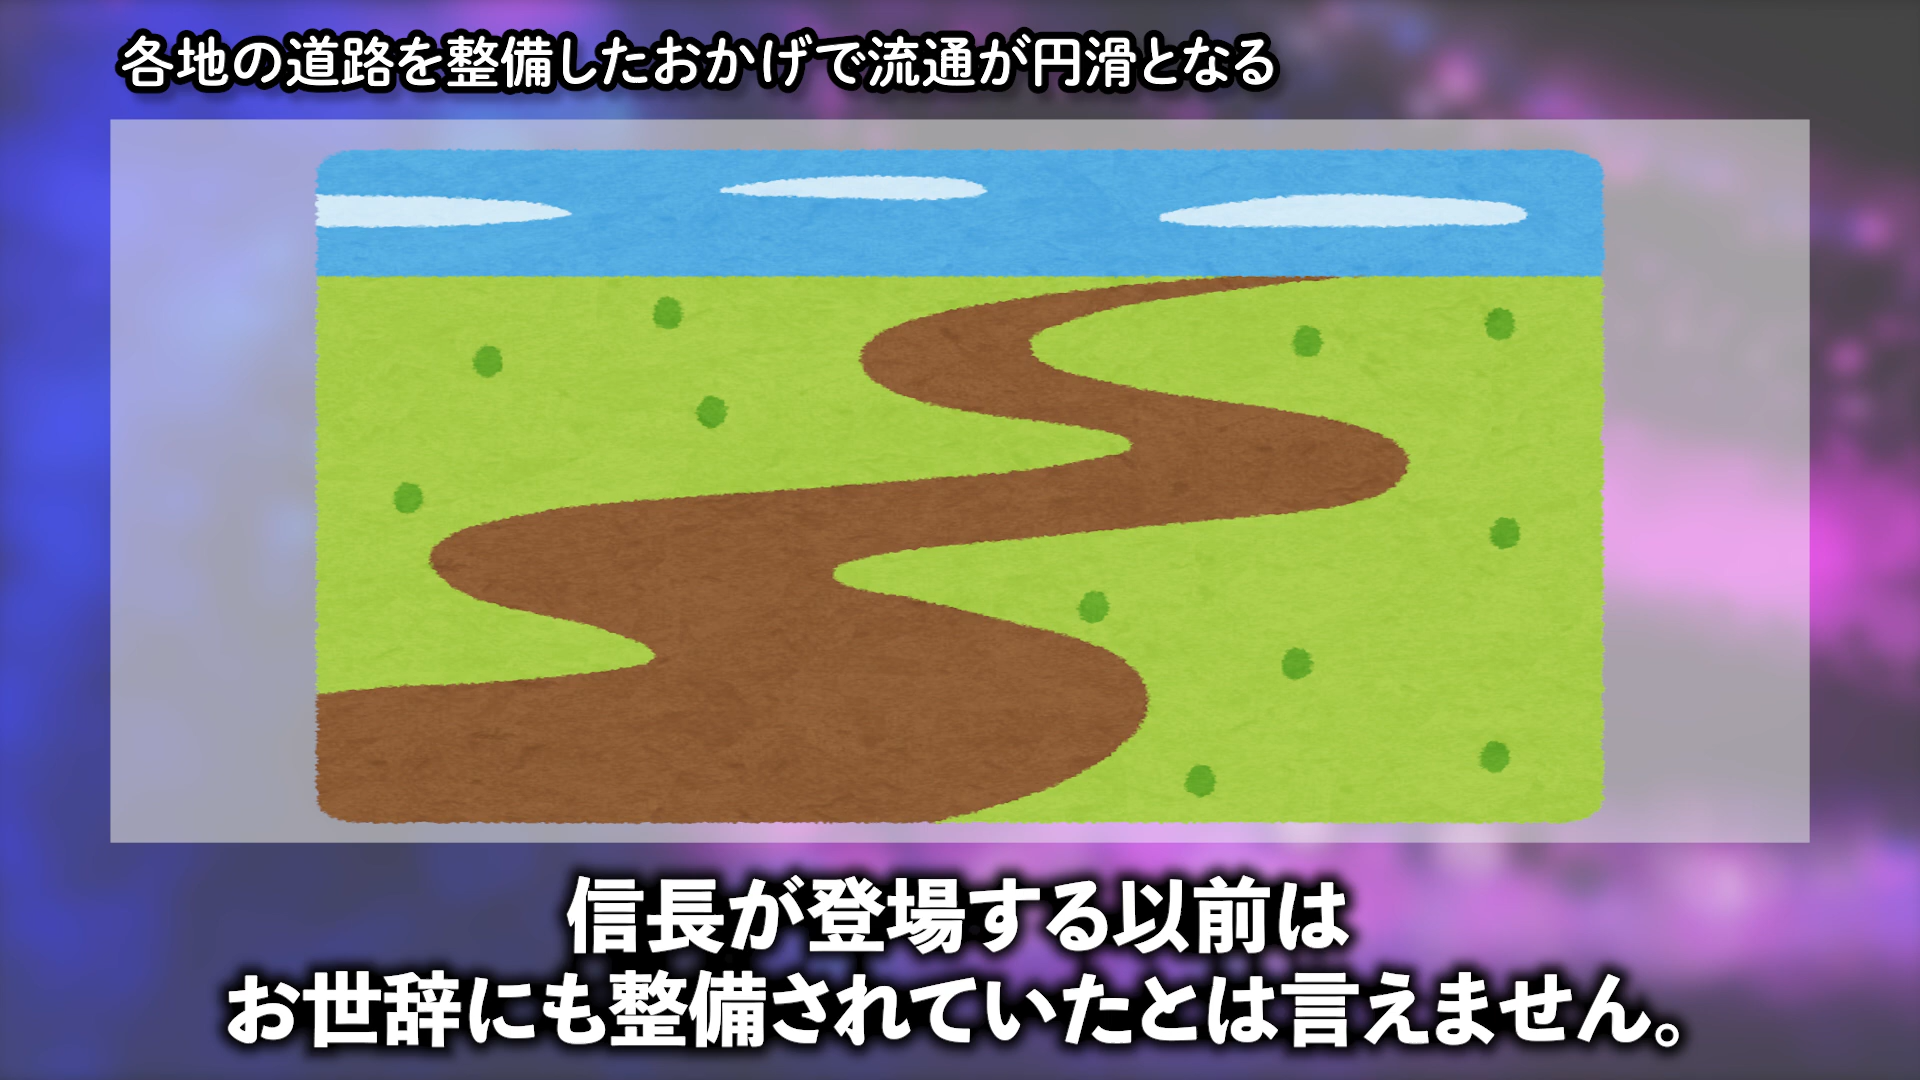 各地の道路を整備したおかげで流通が円滑となる
信長が登場する以前は
お世辞にも整備されていたとは言えません。